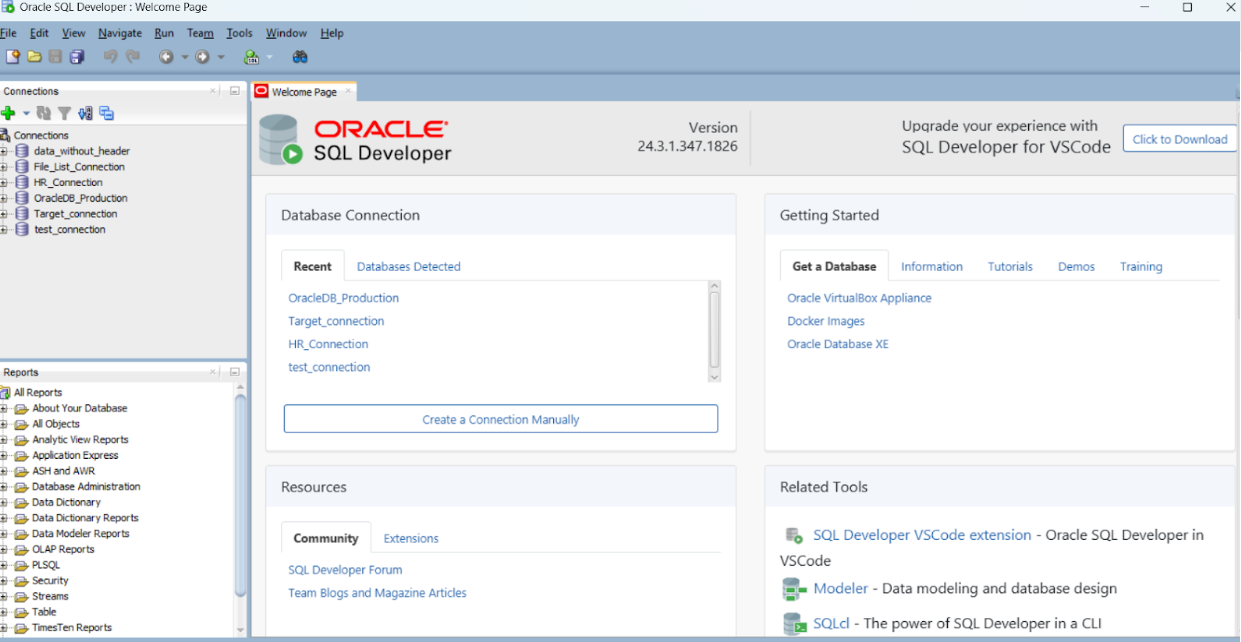 Oracle SQL Developer : Welcome Page
File Edit View Navigate Run Team Tools Window Help
Connections
Connections
data_without_header
File_List_Connection
HR_Connection
OracleDB_Production
Target_connection
test_connection
Reports
All Reports
About Your Database
All Objects
Analytic View Reports
Application Express
ASH and AWR
Database Administration
Data Dictionary
Data Dictionary Reports
Data Modeler Reports
OLAP Reports
PLSQL
Security
Streams
Table
TimesTen Reports
Welcome Page
ORACLE
SQL Developer
Version
24.3.1.347.1826
Upgrade your experience with
SQL Developer for VSCode
Click to Download
Database Connection
Recent Databases Detected
OracleDB_Production
Target_connection
HR_Connection
test_connection
Create a Connection Manually
Getting Started
Get a Database Information Tutorials Demos Training
Oracle VirtualBox Appliance
Docker Images
Oracle Database XE
Resources
Community Extensions
SQL Developer Forum
Team Blogs and Magazine Articles
Related Tools
SQL Developer VSCode extension - Oracle SQL Developer in
VSCode
Modeler - Data modeling and database design
SQLcl - The power of SQL Developer in a CLI